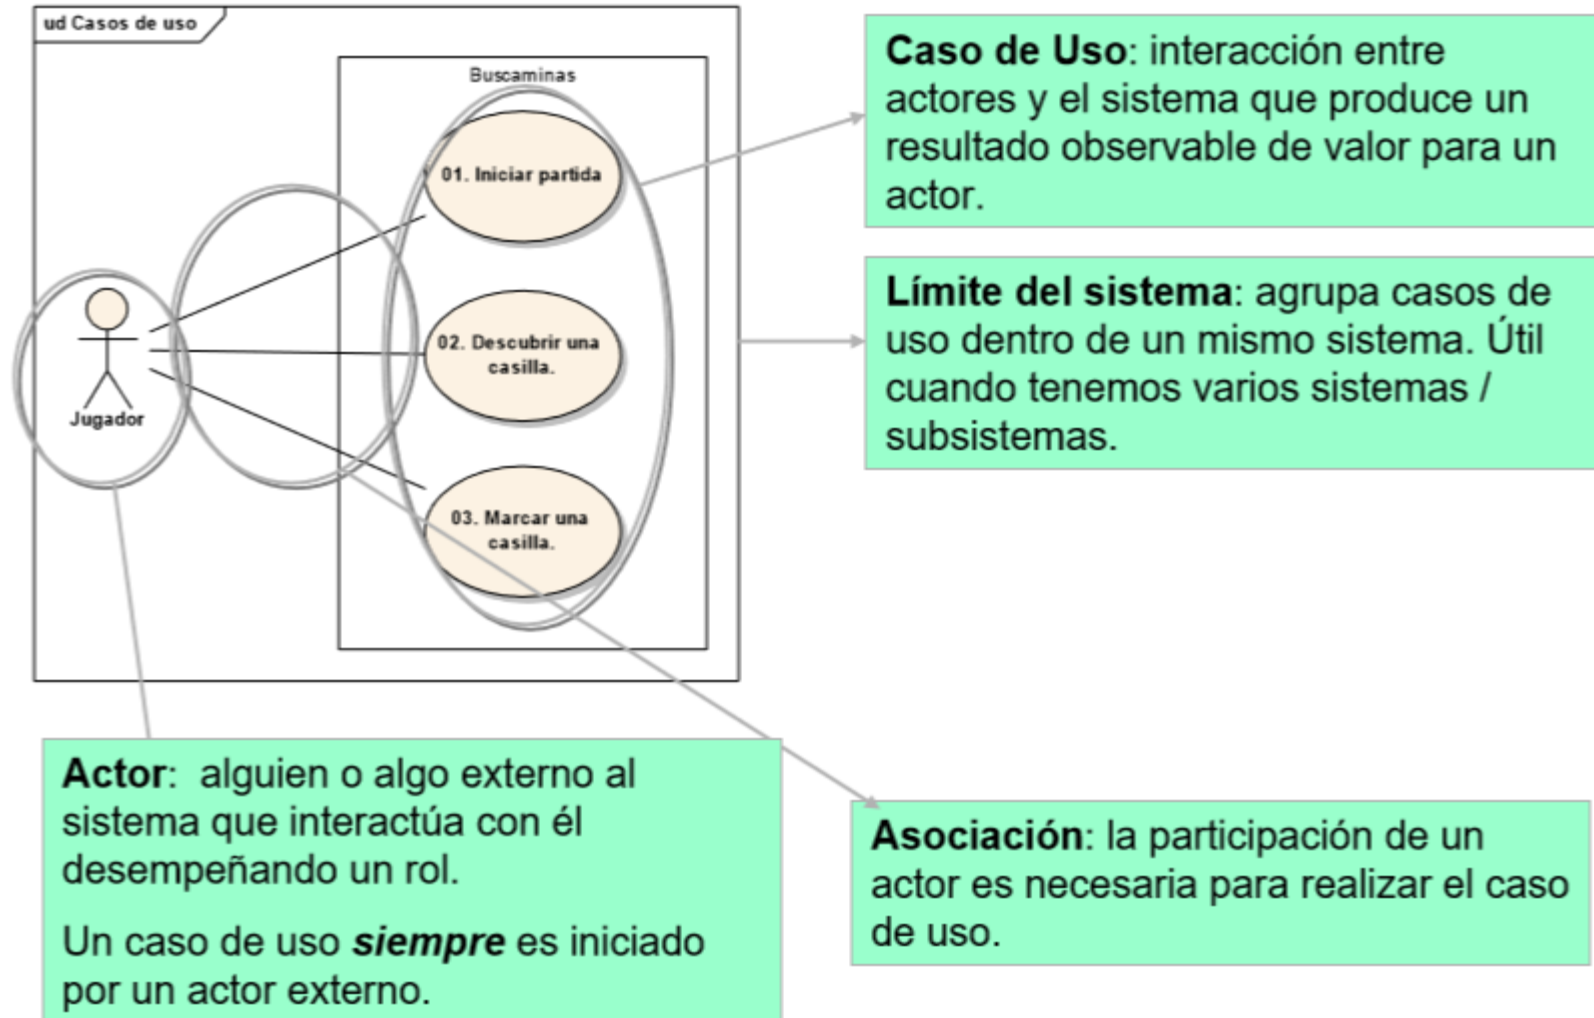 ud Casos de uso
Buscaminas
01. Iniciar partida
02. Descubrir una
casilla.
03. Marcar una
casilla.
Jugador
Caso de Uso: interacción entre
actores y el sistema que produce un
resultado observable de valor para un
actor.
Límite del sistema: agrupa casos de
uso dentro de un mismo sistema. Útil
cuando tenemos varios sistemas /
subsistemas.
Actor: alguien o algo externo al
sistema que interactúa con él
desempeñando un rol.
Un caso de uso siempre es iniciado
por un actor externo.
Asociación: la participación de un
actor es necesaria para realizar el caso
de uso.